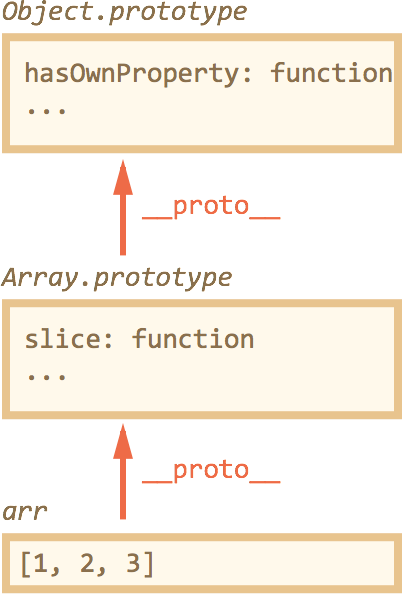 Object.prototype
hasOwnProperty: function
...
__proto__
Array.prototype
slice: function
...
__proto__
arr
[1, 2, 3]